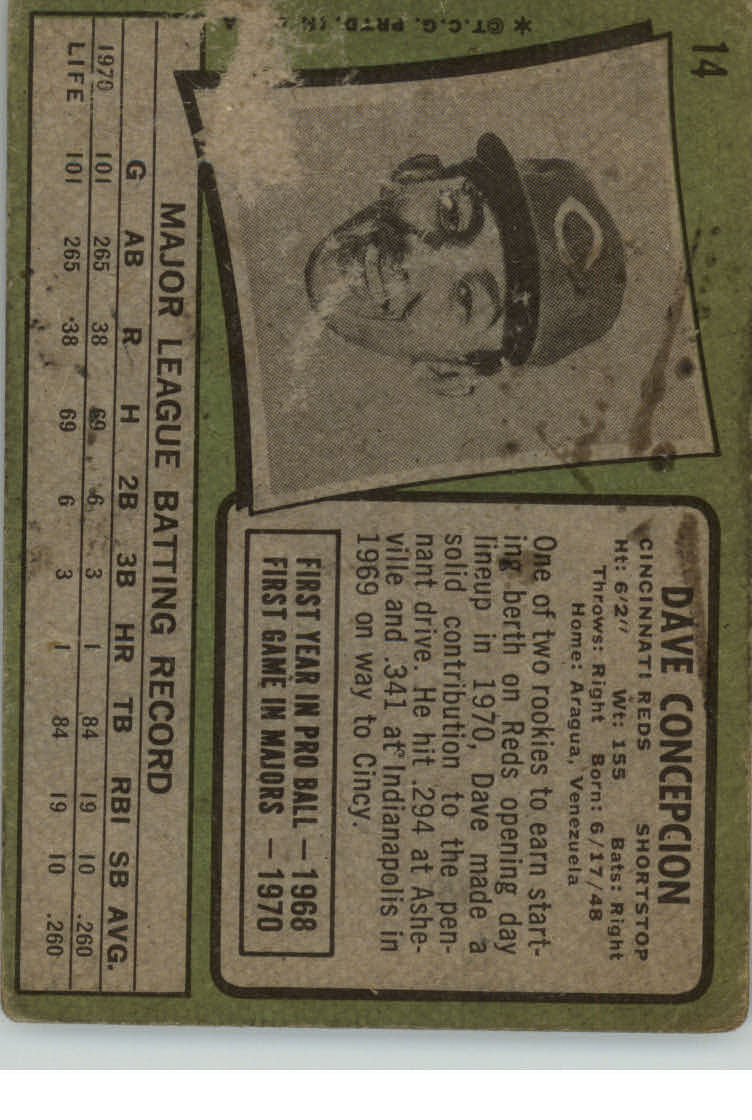 14
DAVE CONCEPCION
CINCINNATI REDS SHORTSTOP
Ht: 6'2" Wt: 155 Bats: Right
Throws: Right Born: 6/17/48
Home: Aragua, Venezuela
One of two rookies to earn start-
ing berth on Reds opening day
lineup in 1970, Dave made a
solid contribution to the pen-
nant drive. He hit .294 at Ashe-
ville and .341 at Indianapolis in
1969 on way to Cincy.
FIRST YEAR IN PRO BALL — 1968
FIRST GAME IN MAJORS — 1970
MAJOR LEAGUE BATTING RECORD
G AB R H 2B 3B HR TB RBI SB AVG.
1970 101 265 38 69 6 3 1 84 19 10 .260
LIFE 101 265 38 69 6 3 1 84 19 10 .260
*©T.C.G. PRTD. IN
C